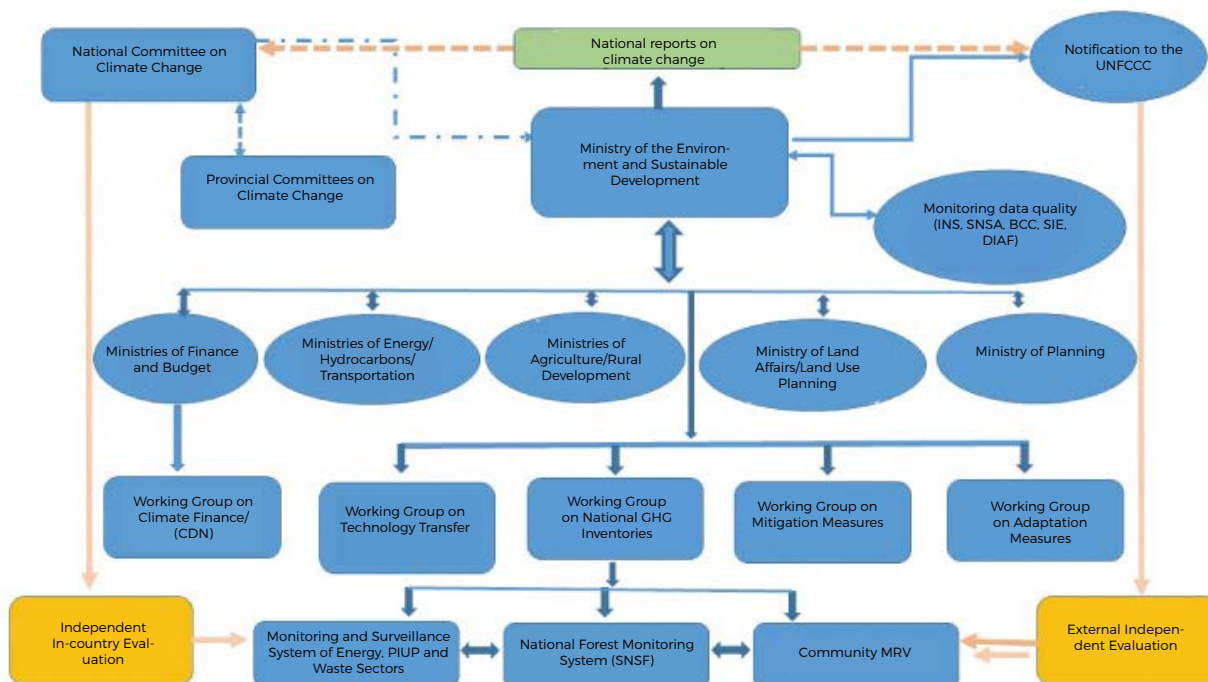 National Committee on
Climate Change
National reports on
climate change
Notification to the
UNFCCC
Ministry of the Environ-
ment and Sustainable
Development
Provincial Committees on
Climate Change
Monitoring data quality
(INS, SNSA, BCC, SIE,
DIAF)
Ministries of Finance
and Budget
Ministries of Energy/
Hydrocarbons/
Transportation
Ministries of
Agriculture/Rural
Development
Ministry of Land
Affairs/Land Use
Planning
Ministry of Planning
Working Group on
Climate Finance/
(CDN)
Working Group on
Technology Transfer
Working Group
on National GHG
Inventories
Working Group on
Mitigation Measures
Working Group
on Adaptation
Measures
Independent
In-country Eval-
uation
Monitoring and Surveillance
System of Energy, PIUP and
Waste Sectors
National Forest Monitoring
System (SNSF)
Community MRV
External Indepen-
dent Evaluation